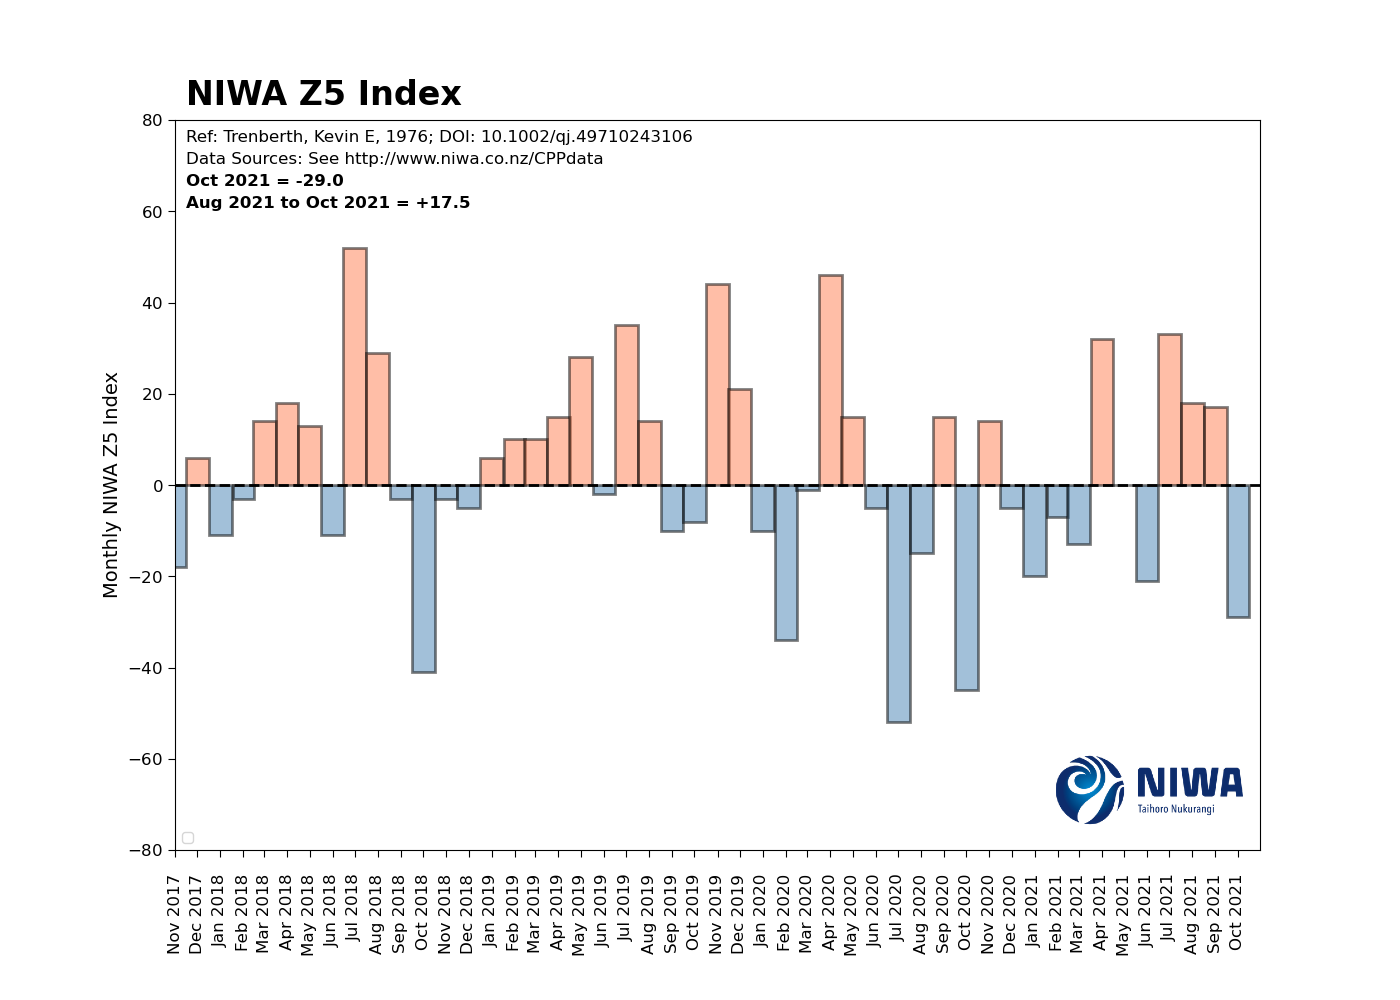 NIWA Z5 Index
Ref: Trenberth, Kevin E, 1976; DOI: 10.1002/qj.49710243106
Data Sources: See http://www.niwa.co.nz/CPPdata
Oct 2021 = -29.0
Aug 2021 to Oct 2021 = +17.5
Monthly NIWA Z5 Index
80
60
40
20
0
−20
−40
−60
−80
NIWA
Taihoro Nukurangi
Nov 2017
Dec 2017
Jan 2018
Feb 2018
Mar 2018
Apr 2018
May 2018
Jun 2018
Jul 2018
Aug 2018
Sep 2018
Oct 2018
Nov 2018
Dec 2018
Jan 2019
Feb 2019
Mar 2019
Apr 2019
May 2019
Jun 2019
Jul 2019
Aug 2019
Sep 2019
Oct 2019
Nov 2019
Dec 2019
Jan 2020
Feb 2020
Mar 2020
Apr 2020
May 2020
Jun 2020
Jul 2020
Aug 2020
Sep 2020
Oct 2020
Nov 2020
Dec 2020
Jan 2021
Feb 2021
Mar 2021
Apr 2021
May 2021
Jun 2021
Jul 2021
Aug 2021
Sep 2021
Oct 2021